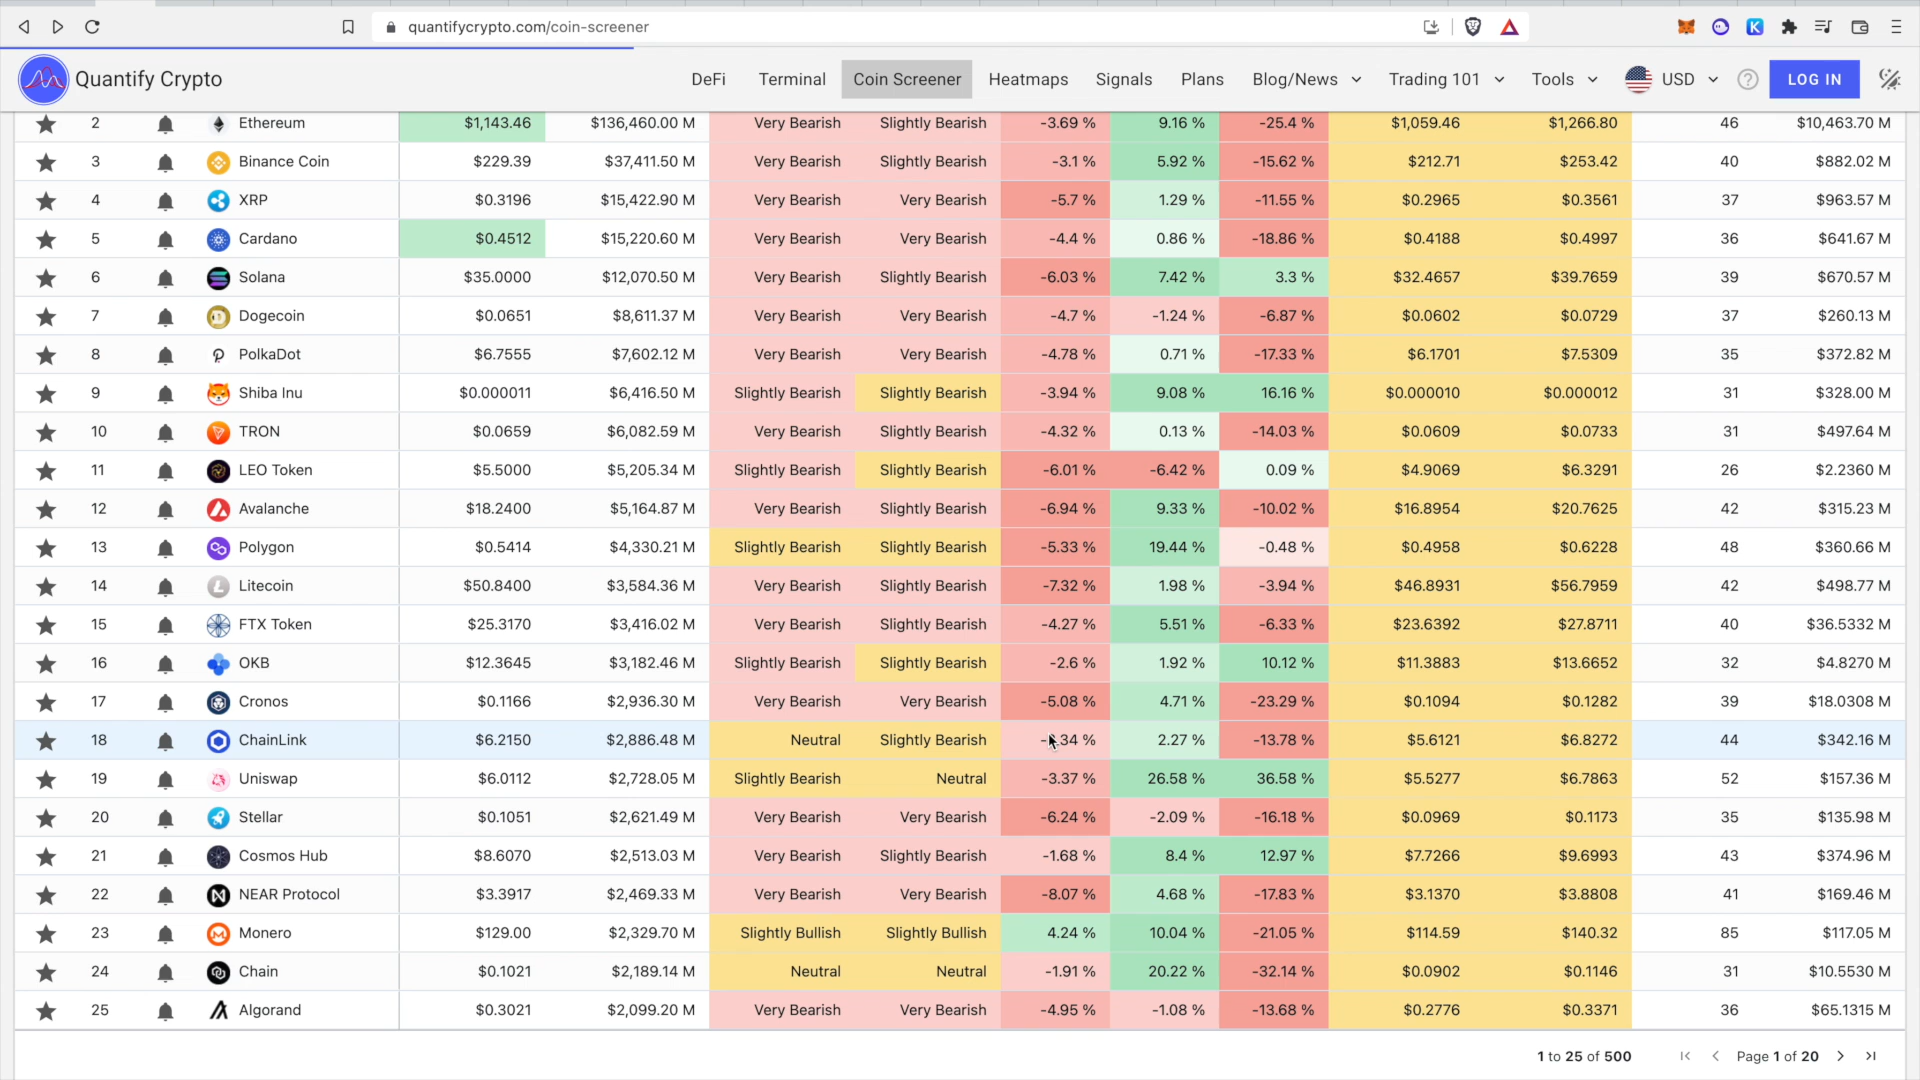 quantifycrypto.com/coin-screener
Quantify Crypto DeFi Terminal Coin Screener Heatmaps Signals Plans Blog/News Trading 101 Tools USD LOG IN
2 Ethereum $1,143.46 $136,460.00 M Very Bearish Slightly Bearish -3.69 % 9.16 % -25.4 % $1,059.46 $1,266.80 46 $10,463.70 M
3 Binance Coin $229.39 $37,411.50 M Very Bearish Slightly Bearish -3.1 % 5.92 % -15.62 % $212.71 $253.42 40 $882.02 M
4 XRP $0.3196 $15,422.90 M Very Bearish Very Bearish -5.7 % 1.29 % -11.55 % $0.2965 $0.3561 37 $963.57 M
5 Cardano $0.4512 $15,220.60 M Very Bearish Very Bearish -4.4 % 0.86 % -18.86 % $0.4188 $0.4997 36 $641.67 M
6 Solana $35.0000 $12,070.50 M Very Bearish Slightly Bearish -6.03 % 7.42 % 3.3 % $32.4657 $39.7659 39 $670.57 M
7 Dogecoin $0.0651 $8,611.37 M Very Bearish Very Bearish -4.7 % -1.24 % -6.87 % $0.0602 $0.0729 37 $260.13 M
8 PolkaDot $6.7555 $7,602.12 M Very Bearish Very Bearish -4.78 % 0.71 % -17.33 % $6.1701 $7.5309 35 $372.82 M
9 Shiba Inu $0.000011 $6,416.50 M Slightly Bearish Slightly Bearish -3.94 % 9.08 % 16.16 % $0.000010 $0.000012 31 $328.00 M
10 TRON $0.0659 $6,082.59 M Very Bearish Slightly Bearish -4.32 % 0.13 % -14.03 % $0.0609 $0.0733 31 $497.64 M
11 LEO Token $5.5000 $5,205.34 M Slightly Bearish Slightly Bearish -6.01 % -6.42 % 0.09 % $4.9069 $6.3291 26 $2.2360 M
12 Avalanche $18.2400 $5,164.87 M Very Bearish Slightly Bearish -6.94 % 9.33 % -10.02 % $16.8954 $20.7625 42 $315.23 M
13 Polygon $0.5414 $4,330.21 M Slightly Bearish Slightly Bearish -5.33 % 19.44 % -0.48 % $0.4958 $0.6228 48 $360.66 M
14 Litecoin $50.8400 $3,584.36 M Very Bearish Slightly Bearish -7.32 % 1.98 % -3.94 % $46.8931 $56.7959 42 $498.77 M
15 FTX Token $25.3170 $3,416.02 M Very Bearish Slightly Bearish -4.27 % 5.51 % -6.33 % $23.6392 $27.8711 40 $36.5332 M
16 OKB $12.3645 $3,182.46 M Slightly Bearish Slightly Bearish -2.6 % 1.92 % 10.12 % $11.3883 $13.6652 32 $4.8270 M
17 Cronos $0.1166 $2,936.30 M Very Bearish Very Bearish -5.08 % 4.71 % -23.29 % $0.1094 $0.1282 39 $18.0308 M
18 ChainLink $6.2150 $2,886.48 M Neutral Slightly Bearish 2.27 % -13.78 % $5.6121 $6.8272 44 $342.16 M
19 Uniswap $6.0112 $2,728.05 M Slightly Bearish Neutral -3.37 % 26.58 % 36.58 % $5.5277 $6.7863 52 $157.36 M
20 Stellar $0.1051 $2,621.49 M Very Bearish Very Bearish -6.24 % -2.09 % -16.18 % $0.0969 $0.1173 35 $135.98 M
21 Cosmos Hub $8.6070 $2,513.03 M Very Bearish Slightly Bearish -1.68 % 8.4 % 12.97 % $7.7266 $9.6993 43 $374.96 M
22 NEAR Protocol $3.3917 $2,469.33 M Very Bearish Very Bearish -8.07 % 4.68 % -17.83 % $3.1370 $3.8808 41 $169.46 M
23 Monero $129.00 $2,329.70 M Slightly Bullish Slightly Bullish 4.24 % 10.04 % -21.05 % $114.59 $140.32 85 $117.05 M
24 Chain $0.1021 $2,189.14 M Neutral Neutral -1.91 % 20.22 % -32.14 % $0.0902 $0.1146 31 $10.5530 M
25 Algorand $0.3021 $2,099.20 M Very Bearish Very Bearish -4.95 % -1.08 % -13.68 % $0.2776 $0.3371 36 $65.1315 M
1 to 25 of 500 Page 1 of 20